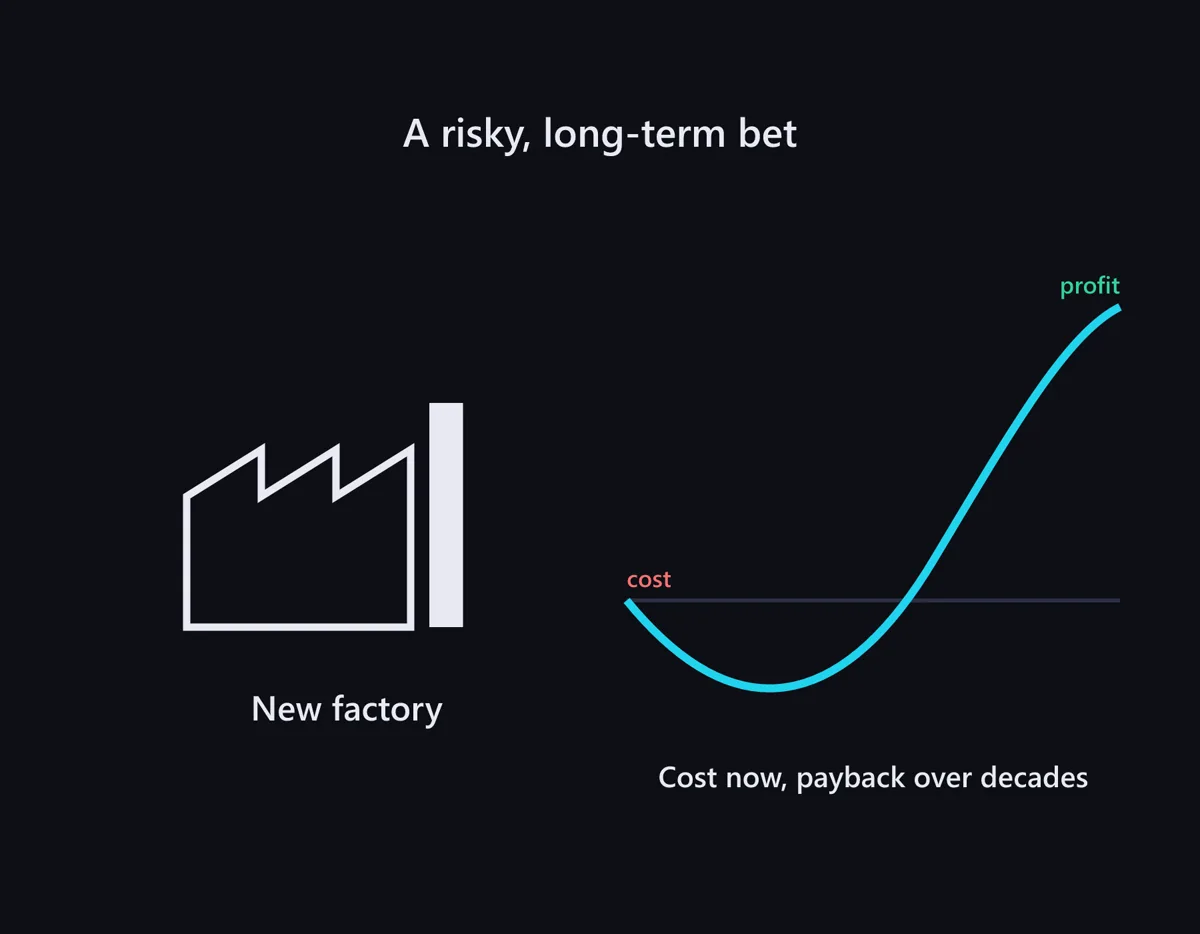 A risky, long-term bet
profit
cost
New factory
Cost now, payback over decades